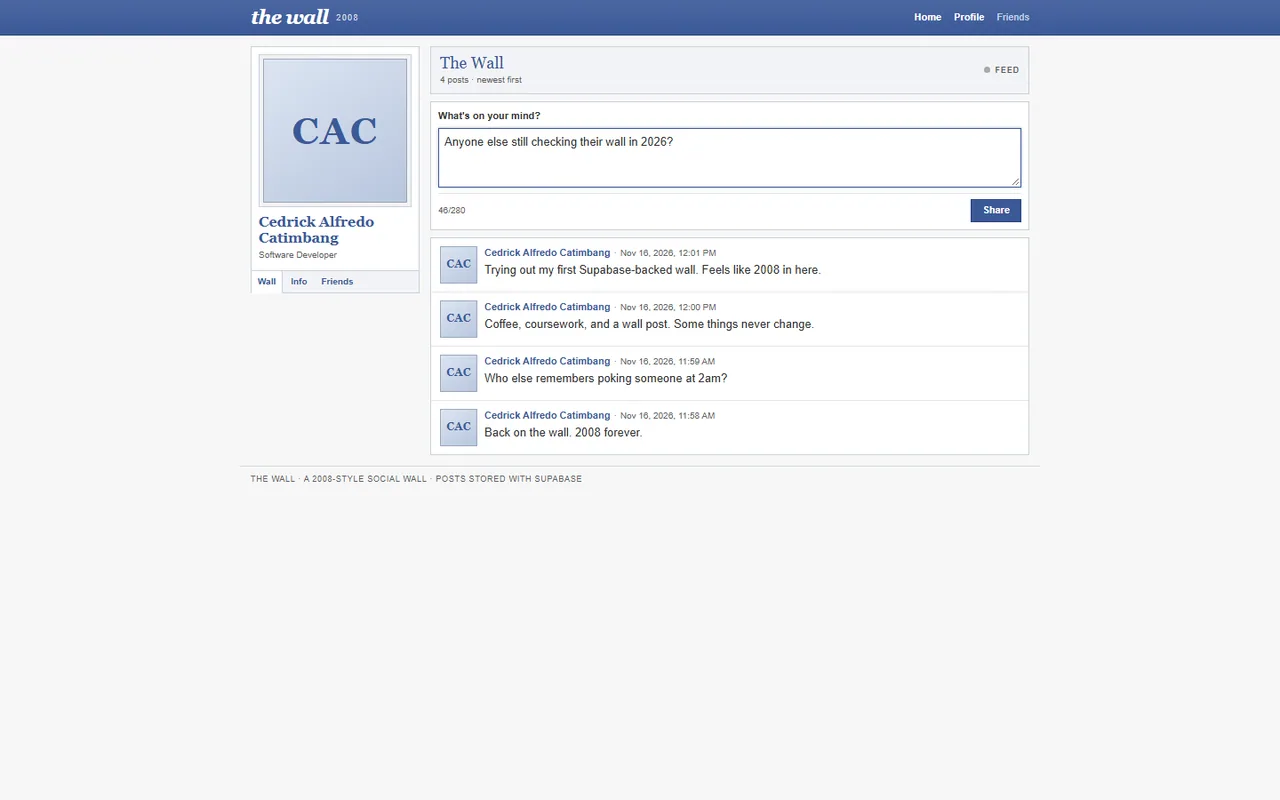 the wall 2008
Home Profile Friends
CAC
Cedrick Alfredo
Catimbang
Software Developer
Wall Info Friends
The Wall
4 posts · newest first
FEED
What's on your mind?
Anyone else still checking their wall in 2026?
46/280
Share
CAC
Cedrick Alfredo Catimbang · Nov 16, 2026, 12:01 PM
Trying out my first Supabase-backed wall. Feels like 2008 in here.
CAC
Cedrick Alfredo Catimbang · Nov 16, 2026, 12:00 PM
Coffee, coursework, and a wall post. Some things never change.
CAC
Cedrick Alfredo Catimbang · Nov 16, 2026, 11:59 AM
Who else remembers poking someone at 2am?
CAC
Cedrick Alfredo Catimbang · Nov 16, 2026, 11:58 AM
Back on the wall. 2008 forever.
THE WALL · A 2008-STYLE SOCIAL WALL · POSTS STORED WITH SUPABASE